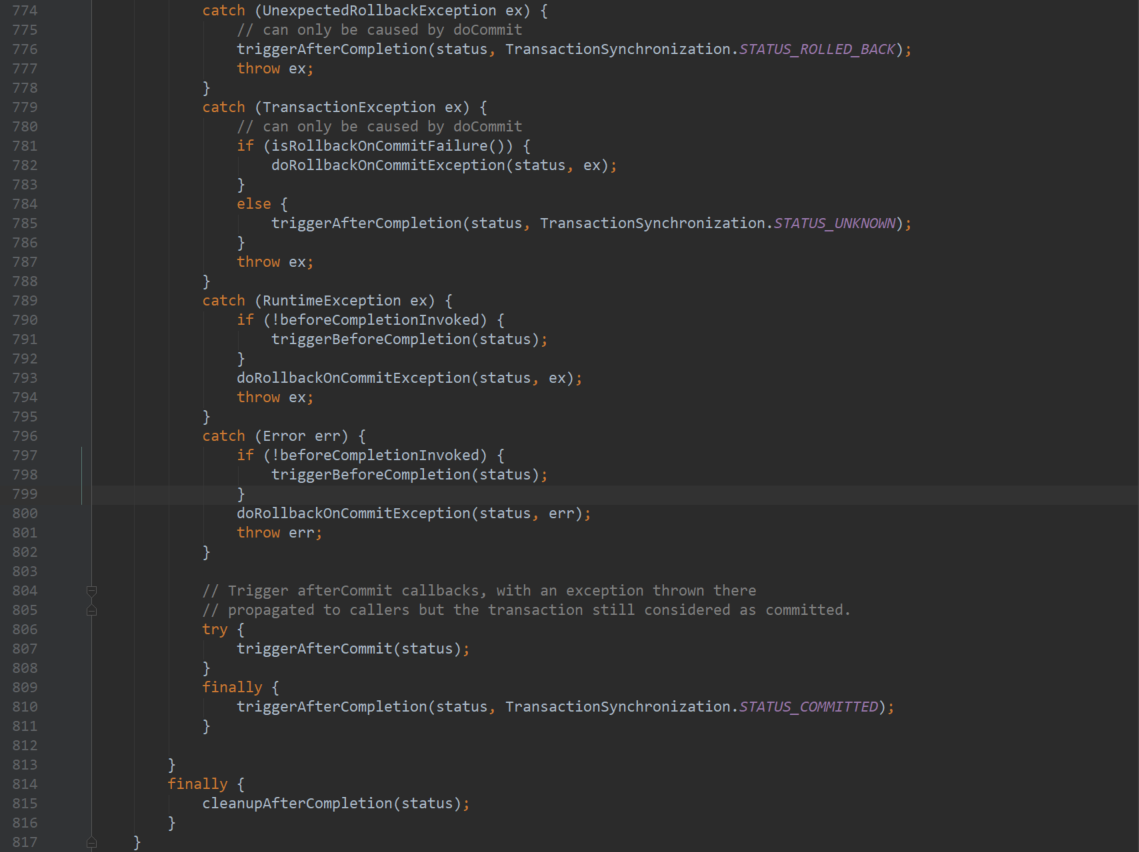 774 catch (UnexpectedRollbackException ex) {
775 // can only be caused by doCommit
776 triggerAfterCompletion(status, TransactionSynchronization.STATUS_ROLLED_BACK);
777 throw ex;
778 }
779 catch (TransactionException ex) {
780 // can only be caused by doCommit
781 if (isRollbackOnCommitFailure()) {
782 doRollbackOnCommitException(status, ex);
783 }
784 else {
785 triggerAfterCompletion(status, TransactionSynchronization.STATUS_UNKNOWN);
786 }
787 throw ex;
788 }
789 catch (RuntimeException ex) {
790 if (!beforeCompletionInvoked) {
791 triggerBeforeCompletion(status);
792 }
793 doRollbackOnCommitException(status, ex);
794 throw ex;
795 }
796 catch (Error err) {
797 if (!beforeCompletionInvoked) {
798 triggerBeforeCompletion(status);
799 }
800 doRollbackOnCommitException(status, err);
801 throw err;
802 }
803
804 // Trigger afterCommit callbacks, with an exception thrown there
805 // propagated to callers but the transaction still considered as committed.
806 try {
807 triggerAfterCommit(status);
808 }
809 finally {
810 triggerAfterCompletion(status, TransactionSynchronization.STATUS_COMMITTED);
811 }
812
813 }
814 finally {
815 cleanupAfterCompletion(status);
816 }
817 }